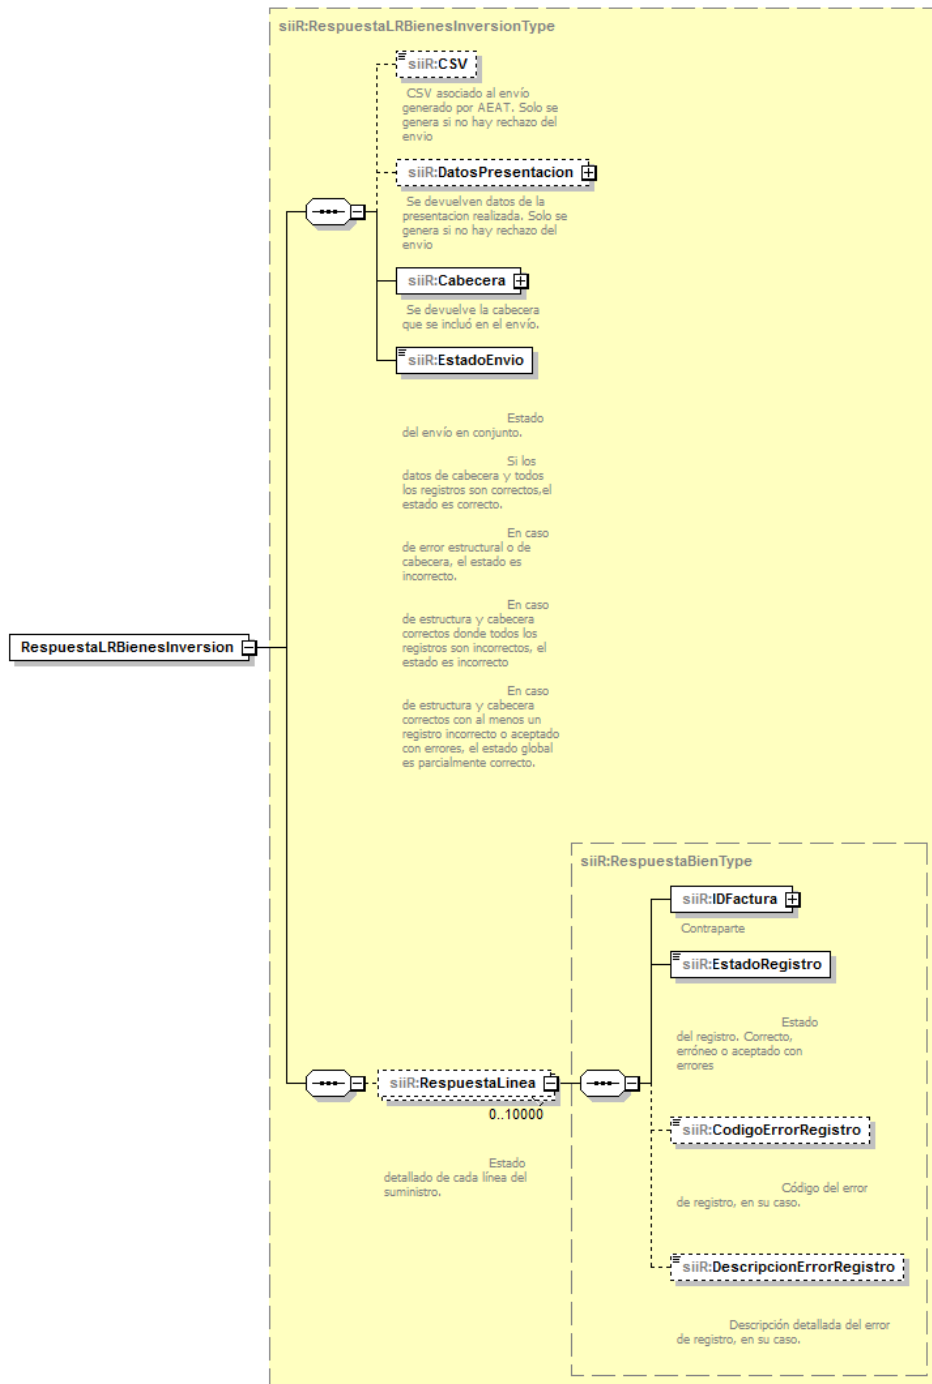 siiR:RespuestaLRBienesInversionType
siiR:CSV
CSV asociado al envío
generado por AEAT. Solo se
genera si no hay rechazo del
envio
siiR:DatosPresentacion
Se devuelven datos de la
presentacion realizada. Solo se
genera si no hay rechazo del
envio
siiR:Cabecera
Se devuelve la cabecera
que se incluó en el envío.
siiR:EstadoEnvio
Estado
del envío en conjunto.
Si los
datos de cabecera y todos
los registros son correctos,el
estado es correcto.
En caso
de error estructural o de
cabecera, el estado es
incorrecto.
En caso
de estructura y cabecera
correctos donde todos los
registros son incorrectos, el
estado es incorrecto
En caso
de estructura y cabecera
correctos con al menos un
registro incorrecto o aceptado
con errores, el estado global
es parcialmente correcto.
RespuestaLRBienesInversion
siiR:RespuestaBienType
siiR:IDFactura
Contraparte
siiR:EstadoRegistro
Estado
del registro. Correcto,
erróneo o aceptado con
errores
siiR:RespuestaLinea
0..10000
Estado
detallado de cada línea del
suministro.
siiR:CodigoErrorRegistro
Código del error
de registro, en su caso.
siiR:DescripcionErrorRegistro
Descripción detallada del error
de registro, en su caso.